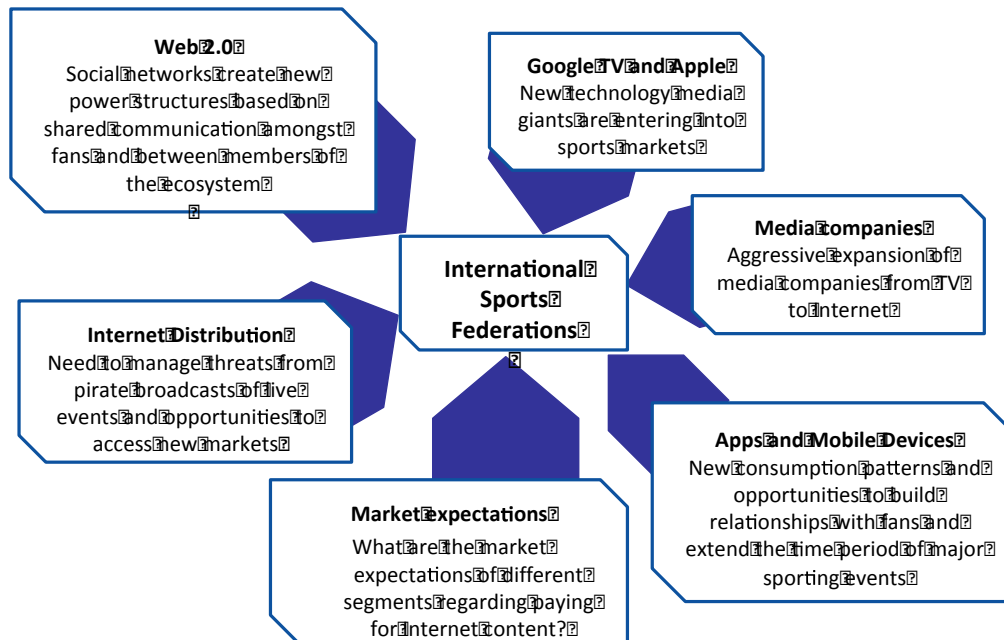 Web 2.0
Social networks create new
power structures based on
shared communication amongst
fans and between members of
the ecosystem
Google TV and Apple
New technology media
giants are entering into
sports markets
Media companies
Aggressive expansion of
media companies from TV
to Internet
International
Sports
Federations
Internet Distribution
Need to manage threats from
pirate broadcasts of live
events and opportunities to
access new markets
Apps and Mobile Devices
New consumption patterns and
opportunities to build
relationships with fans and
extend the time period of major
sporting events
Market expectations
What are the market
expectations of different
segments regarding paying
for Internet content?